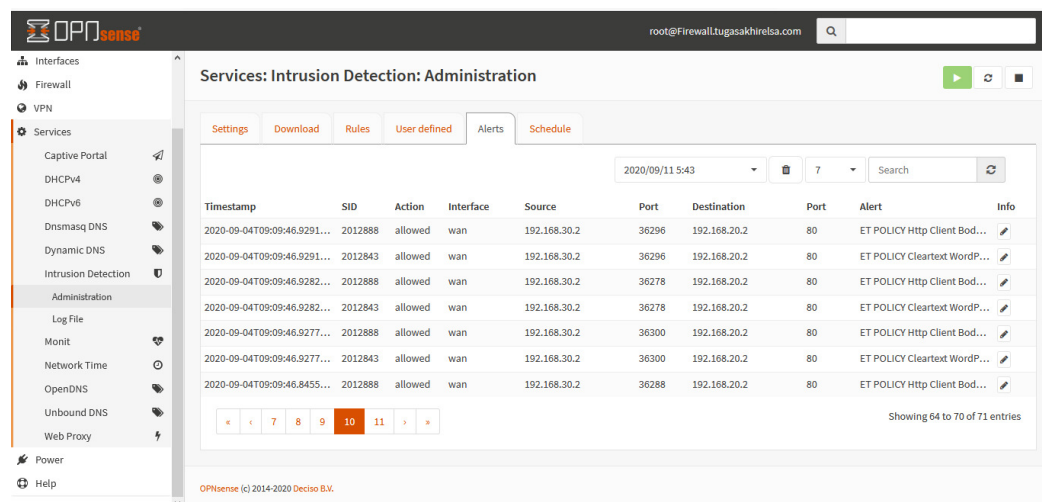 OPNsense
root@Firewall.tugasakhirelsa.com
Interfaces
Firewall
VPN
Services
Captive Portal
DHCPv4
DHCPv6
Dnsmasq DNS
Dynamic DNS
Intrusion Detection
Administration
Log File
Monit
Network Time
OpenDNS
Unbound DNS
Web Proxy
Power
Help
Services: Intrusion Detection: Administration
Settings Download Rules User defined Alerts Schedule
2020/09/11 5:43 7 Search
Timestamp SID Action Interface Source Port Destination Port Alert Info
2020-09-04T09:09:46.9291... 2012888 allowed wan 192.168.30.2 36296 192.168.20.2 80 ET POLICY Http Client Bod...
2020-09-04T09:09:46.9291... 2012843 allowed wan 192.168.30.2 36296 192.168.20.2 80 ET POLICY Cleartext WordP...
2020-09-04T09:09:46.9282... 2012888 allowed wan 192.168.30.2 36278 192.168.20.2 80 ET POLICY Http Client Bod...
2020-09-04T09:09:46.9282... 2012843 allowed wan 192.168.30.2 36278 192.168.20.2 80 ET POLICY Cleartext WordP...
2020-09-04T09:09:46.9277... 2012888 allowed wan 192.168.30.2 36300 192.168.20.2 80 ET POLICY Http Client Bod...
2020-09-04T09:09:46.9277... 2012843 allowed wan 192.168.30.2 36300 192.168.20.2 80 ET POLICY Cleartext WordP...
2020-09-04T09:09:46.8455... 2012888 allowed wan 192.168.30.2 36288 192.168.20.2 80 ET POLICY Http Client Bod...
« ‹ 7 8 9 10 11 › »
Showing 64 to 70 of 71 entries
OPNsense (c) 2014-2020 Deciso B.V.